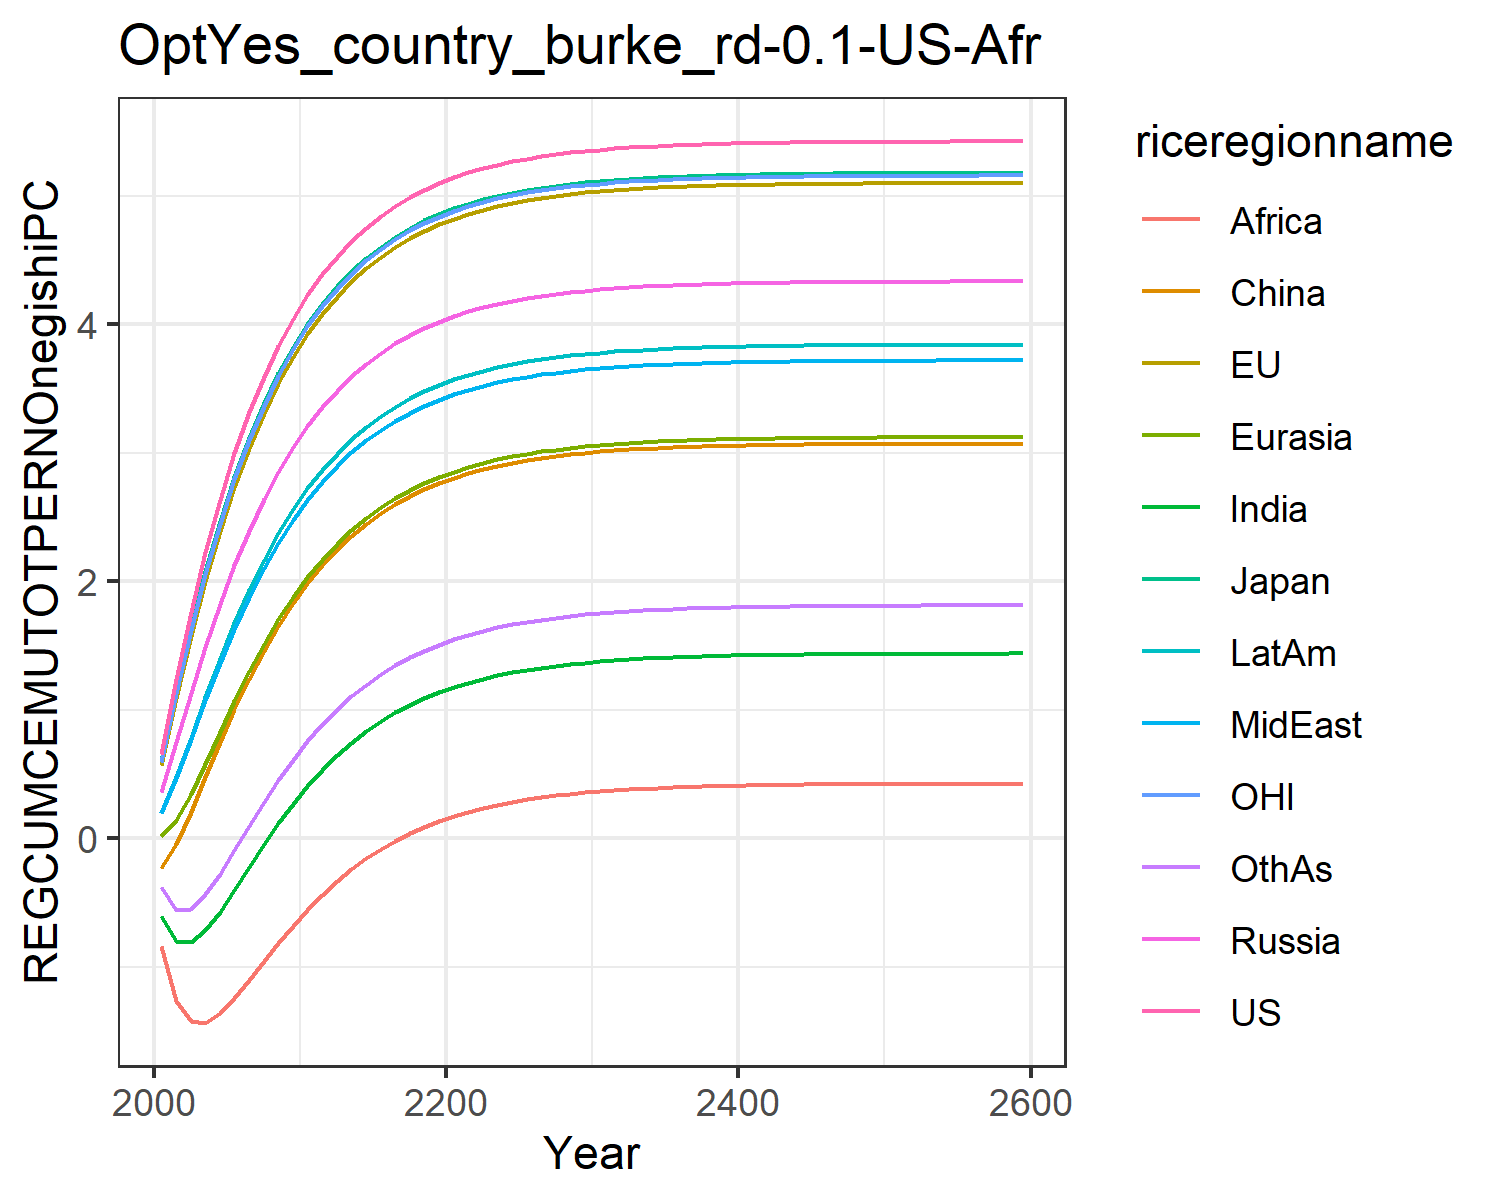 OptYes_country_burke_rd-0.1-US-Afr
REGCUMCEMUTOTPERNOnegishiPC
4
2
0
2000
2200
2400
2600
Year
riceregionname
Africa
China
EU
Eurasia
India
Japan
LatAm
MidEast
OHI
OthAs
Russia
US